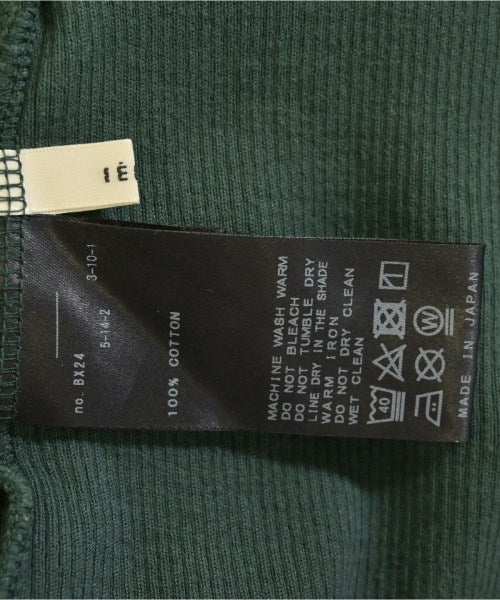 no. BX24
5-14-2
3-10-1
100% COTTON
MACHINE WASH WARM
DO NOT BLEACH
DO NOT TUMBLE DRY
LINE DRY IN THE SHADE
WARM IRON
DO NOT DRY CLEAN
WET CLEAN
40
W
MADE IN JAPAN